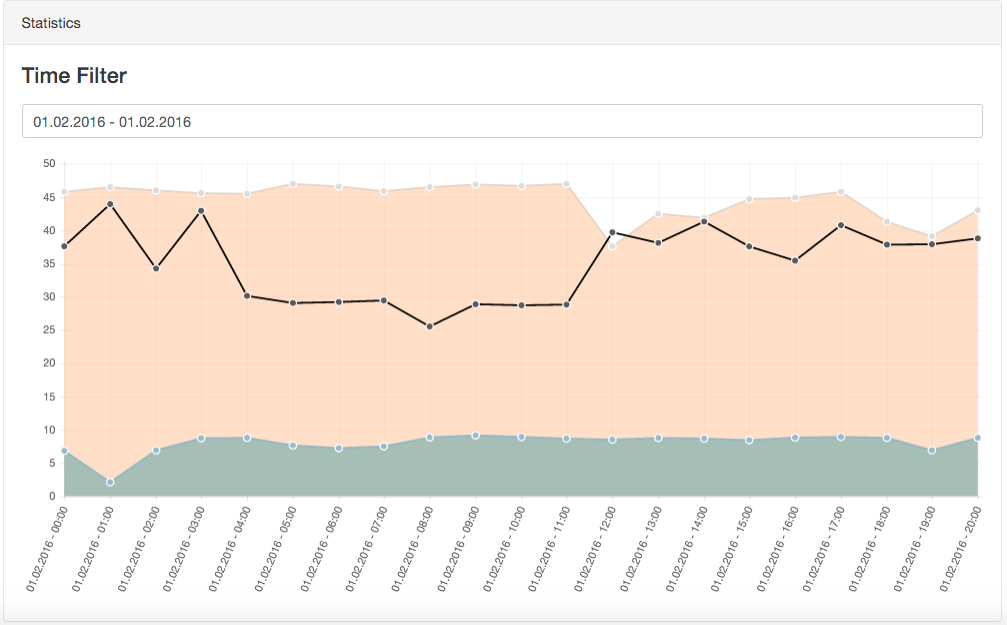 Statistics
Time Filter
01.02.2016 - 01.02.2016
50
45
40
35
30
25
20
15
10
5
0
01.02.2016 - 00:00
01.02.2016 - 01:00
01.02.2016 - 02:00
01.02.2016 - 03:00
01.02.2016 - 04:00
01.02.2016 - 05:00
01.02.2016 - 06:00
01.02.2016 - 07:00
01.02.2016 - 08:00
01.02.2016 - 09:00
01.02.2016 - 10:00
01.02.2016 - 11:00
01.02.2016 - 12:00
01.02.2016 - 13:00
01.02.2016 - 14:00
01.02.2016 - 15:00
01.02.2016 - 16:00
01.02.2016 - 17:00
01.02.2016 - 18:00
01.02.2016 - 19:00
01.02.2016 - 20:00